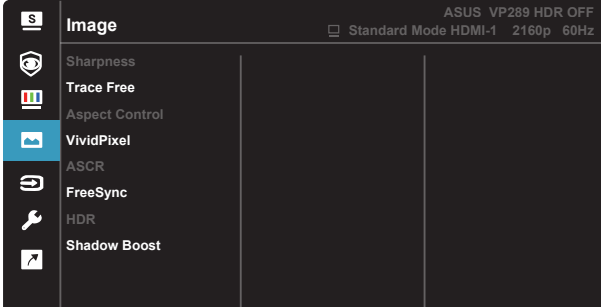 S
ASUS VP289 HDR OFF
Image
Standard Mode HDMI-1 2160p 60Hz
Sharpness
Trace Free
Aspect Control
VividPixel
ASCR
FreeSync
HDR
Shadow Boost